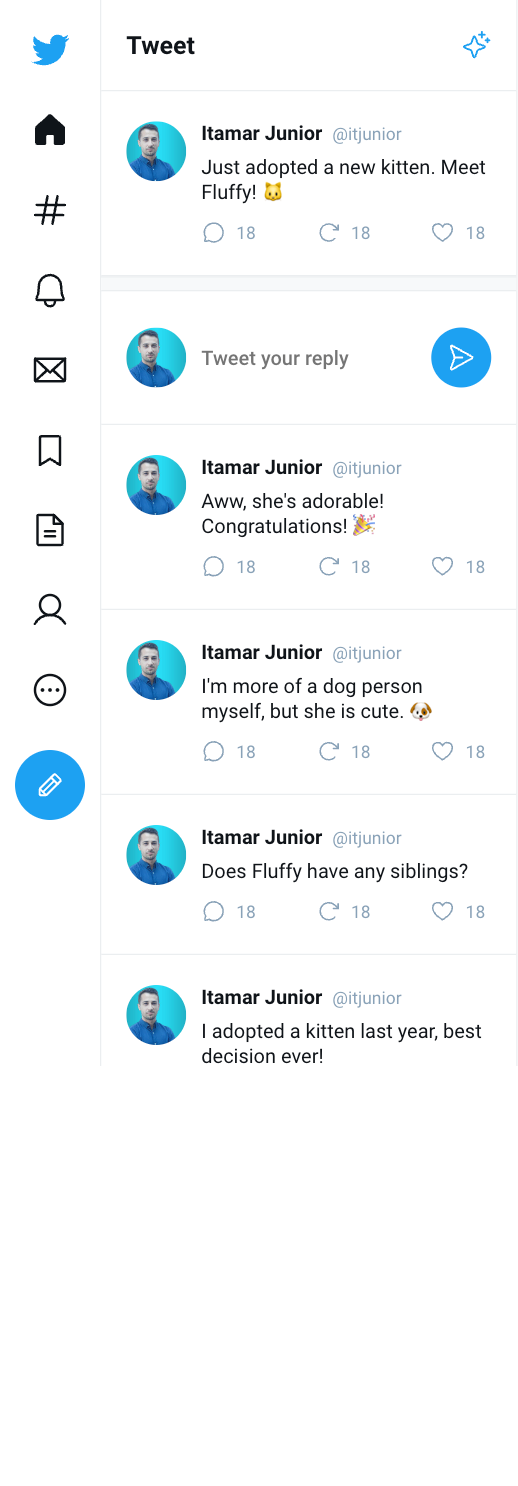 Tweet
Itamar Junior @itjunior
Just adopted a new kitten. Meet
Fluffy! 🐱
18 18 18
Tweet your reply
Itamar Junior @itjunior
Aww, she's adorable!
Congratulations! 🎉
18 18 18
Itamar Junior @itjunior
I'm more of a dog person
myself, but she is cute. 🐶
18 18 18
Itamar Junior @itjunior
Does Fluffy have any siblings?
18 18 18
Itamar Junior @itjunior
I adopted a kitten last year, best
decision ever!